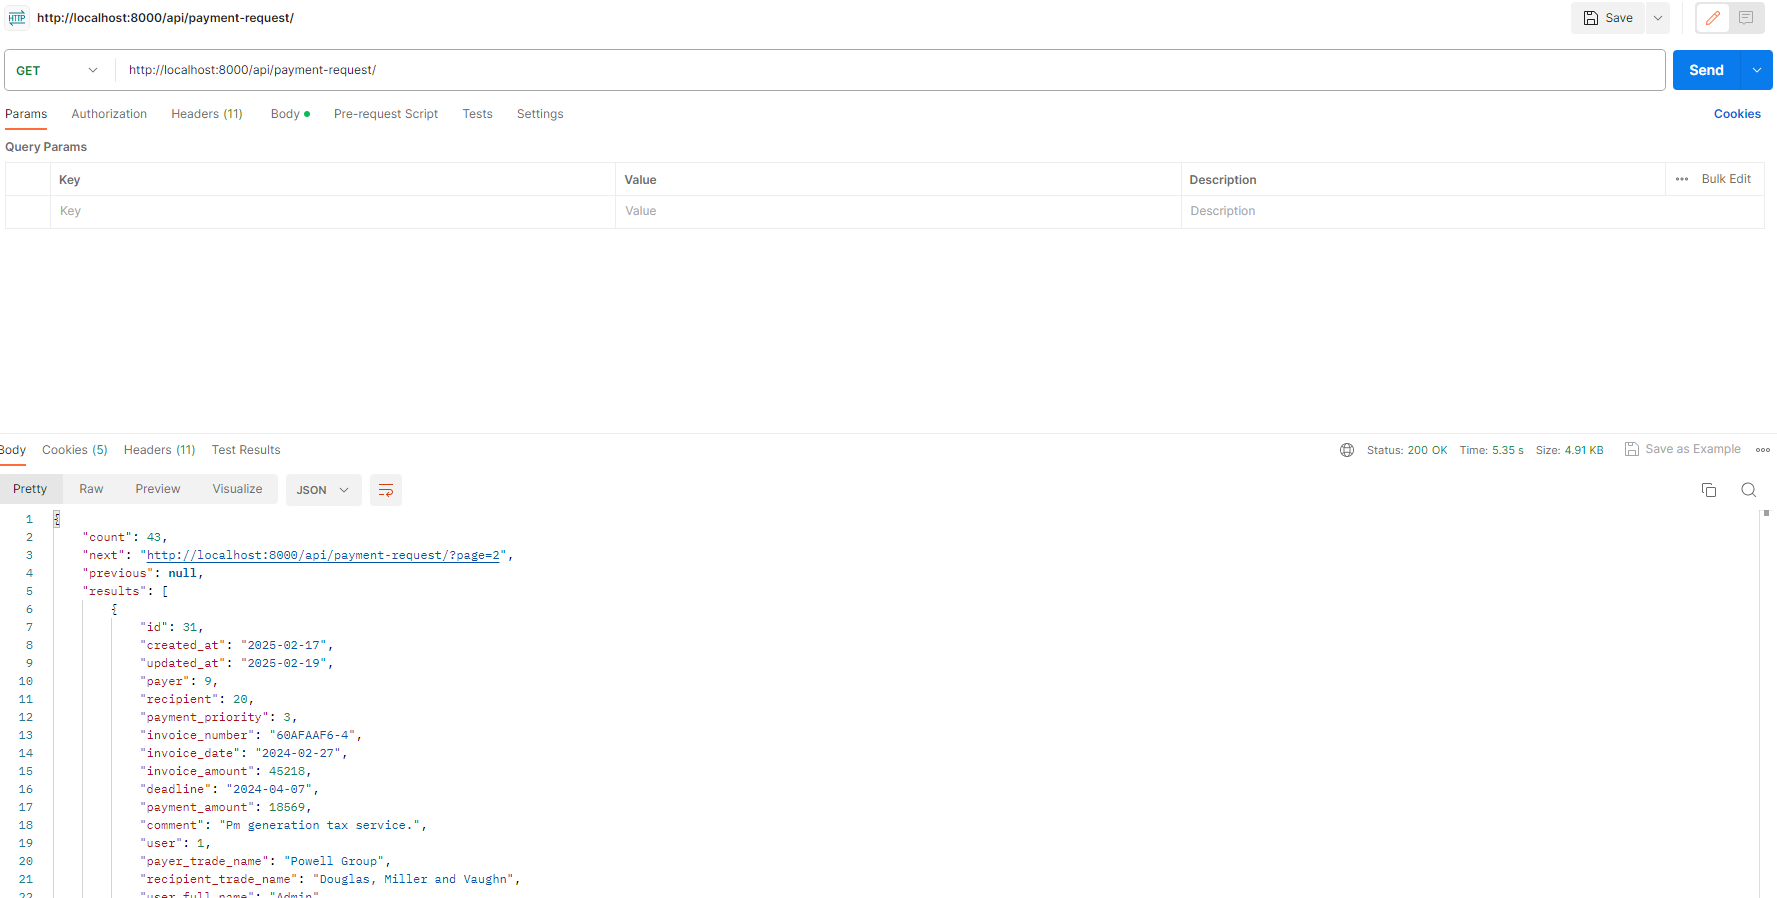 HTTP http://localhost:8000/api/payment-request/ Save
GET http://localhost:8000/api/payment-request/ Send
Params Authorization Headers (11) Body Pre-request Script Tests Settings Cookies
Query Params
Key Value Description ••• Bulk Edit
Key Value Description
Body Cookies (5) Headers (11) Test Results Status: 200 OK Time: 5.35 s Size: 4.91 KB Save as Example
Pretty Raw Preview Visualize JSON
1 {
2 "count": 43,
3 "next": "http://localhost:8000/api/payment-request/?page=2",
4 "previous": null,
5 "results": [
6 {
7 "id": 31,
8 "created_at": "2025-02-17",
9 "updated_at": "2025-02-19",
10 "payer": 9,
11 "recipient": 20,
12 "payment_priority": 3,
13 "invoice_number": "60AFAAF6-4",
14 "invoice_date": "2024-02-27",
15 "invoice_amount": 45218,
16 "deadline": "2024-04-07",
17 "payment_amount": 18569,
18 "comment": "Pm generation tax service.",
19 "user": 1,
20 "payer_trade_name": "Powell Group",
21 "recipient_trade_name": "Douglas, Miller and Vaughn",
22 "user_full_name": "Admin"